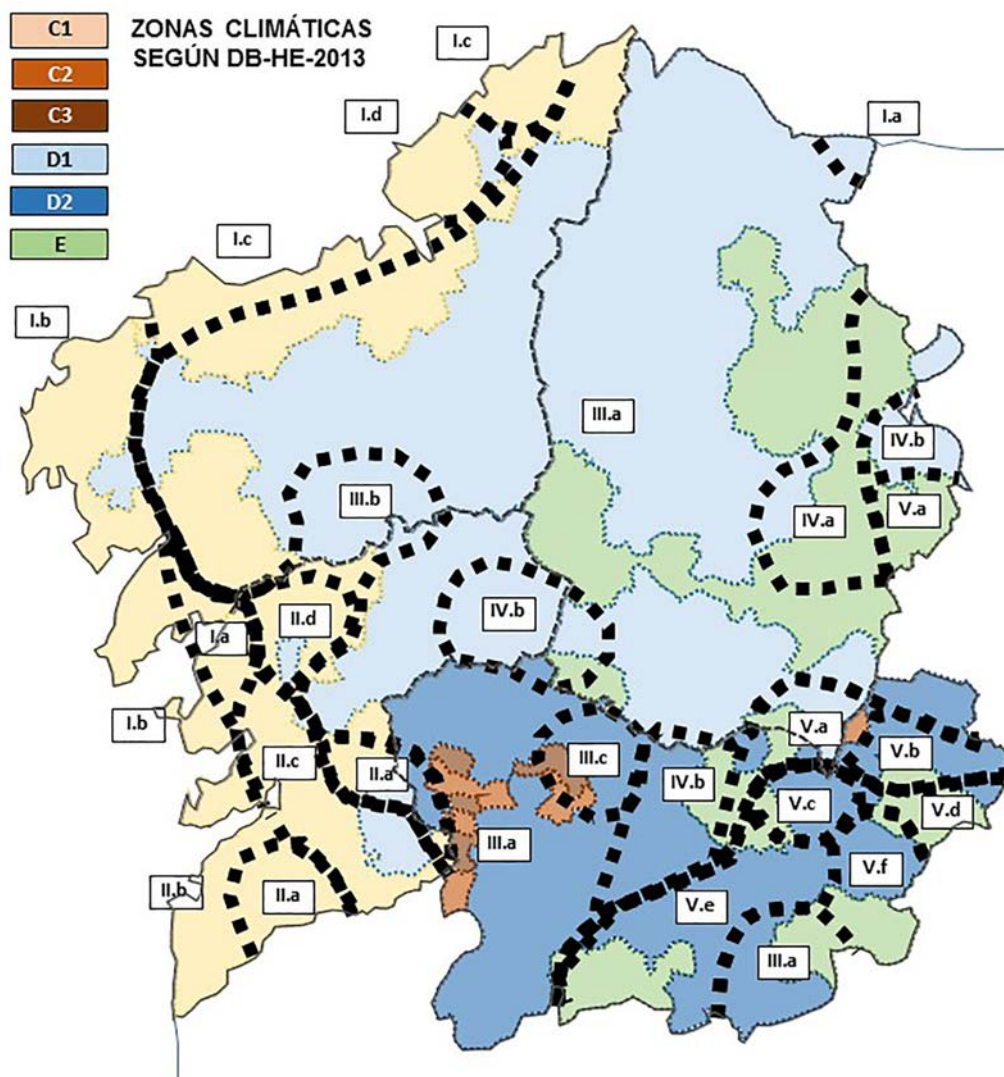 C1
C2
C3
D1
D2
E
ZONAS CLIMÁTICAS
SEGÚN DB-HE-2013
I.c
I.d
I.a
I.c
I.b
III.a
IV.b
III.b
IV.a
V.a
II.d
IV.b
I.a
I.b
II.c
II.a
III.c
IV.b
V.a
V.b
V.c
V.d
III.a
II.b
II.a
V.f
V.e
III.a